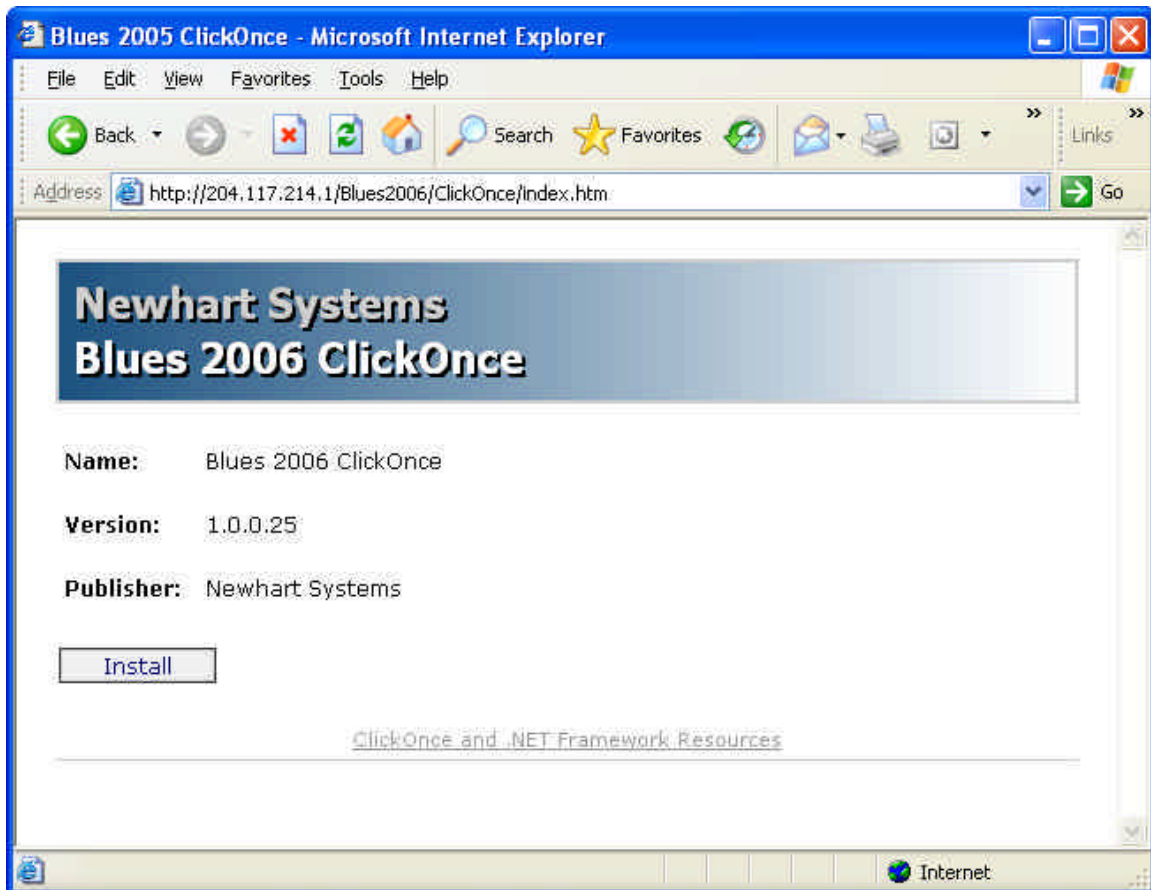 Blues 2005 ClickOnce - Microsoft Internet Explorer
File Edit View Favorites Tools Help
Back Search Favorites » Links »
Address http://204.117.214.1/Blues2006/ClickOnce/index.htm Go
Newhart Systems
Blues 2006 ClickOnce
Name: Blues 2006 ClickOnce
Version: 1.0.0.25
Publisher: Newhart Systems
Install
ClickOnce and .NET Framework Resources
Internet